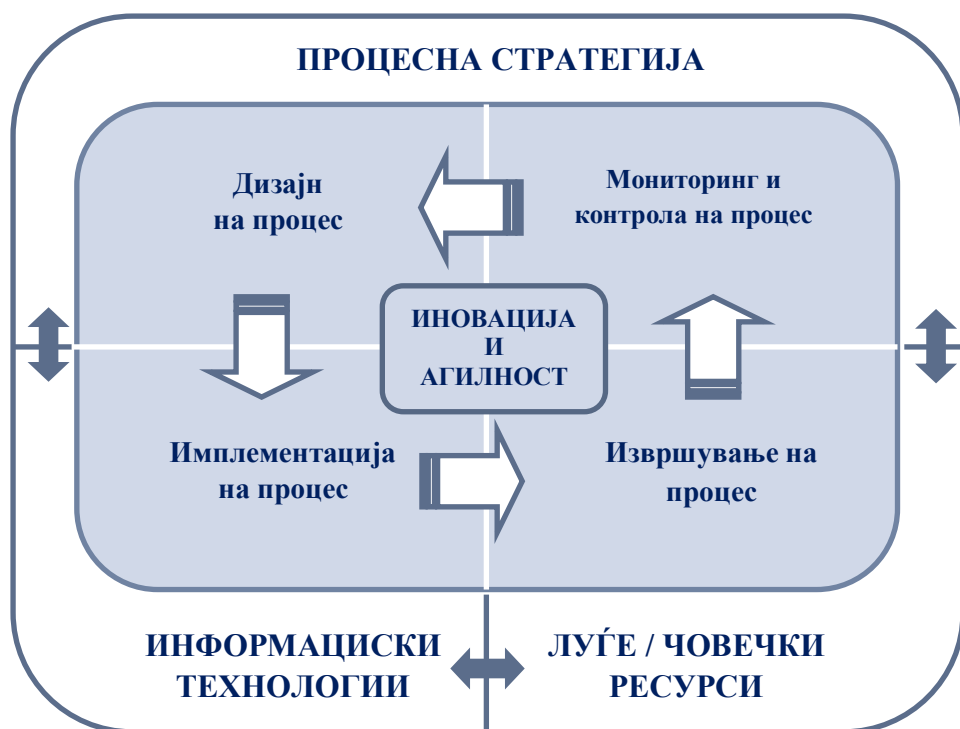 ПРОЦЕСНА СТРАТЕГИЈА
Дизајн
на процес
Мониторинг и
контрола на процес
ИНОВАЦИЈА
И
АГИЛНОСТ
Имплементација
на процес
Извршување на
процес
ИНФОРМАЦИСКИ
ТЕХНОЛОГИИ
ЛУЃЕ / ЧОВЕЧКИ
РЕСУРСИ